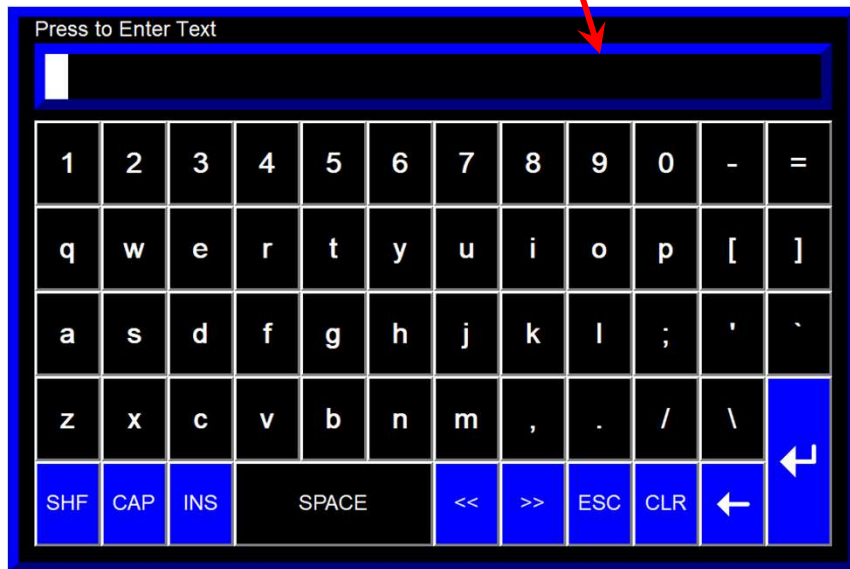 Press to Enter Text
1 2 3 4 5 6 7 8 9 0 - =
q w e r t y u i o p [ ]
a s d f g h j k l ; ' `
z x c v b n m , . / \
SHF CAP INS SPACE << >> ESC CLR